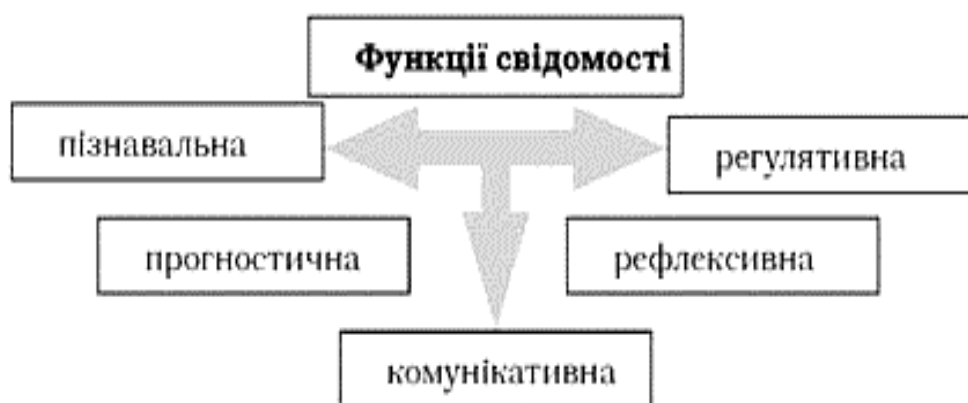 Функції свідомості
пізнавальна
регулятивна
прогностична
рефлексивна
комунікативна